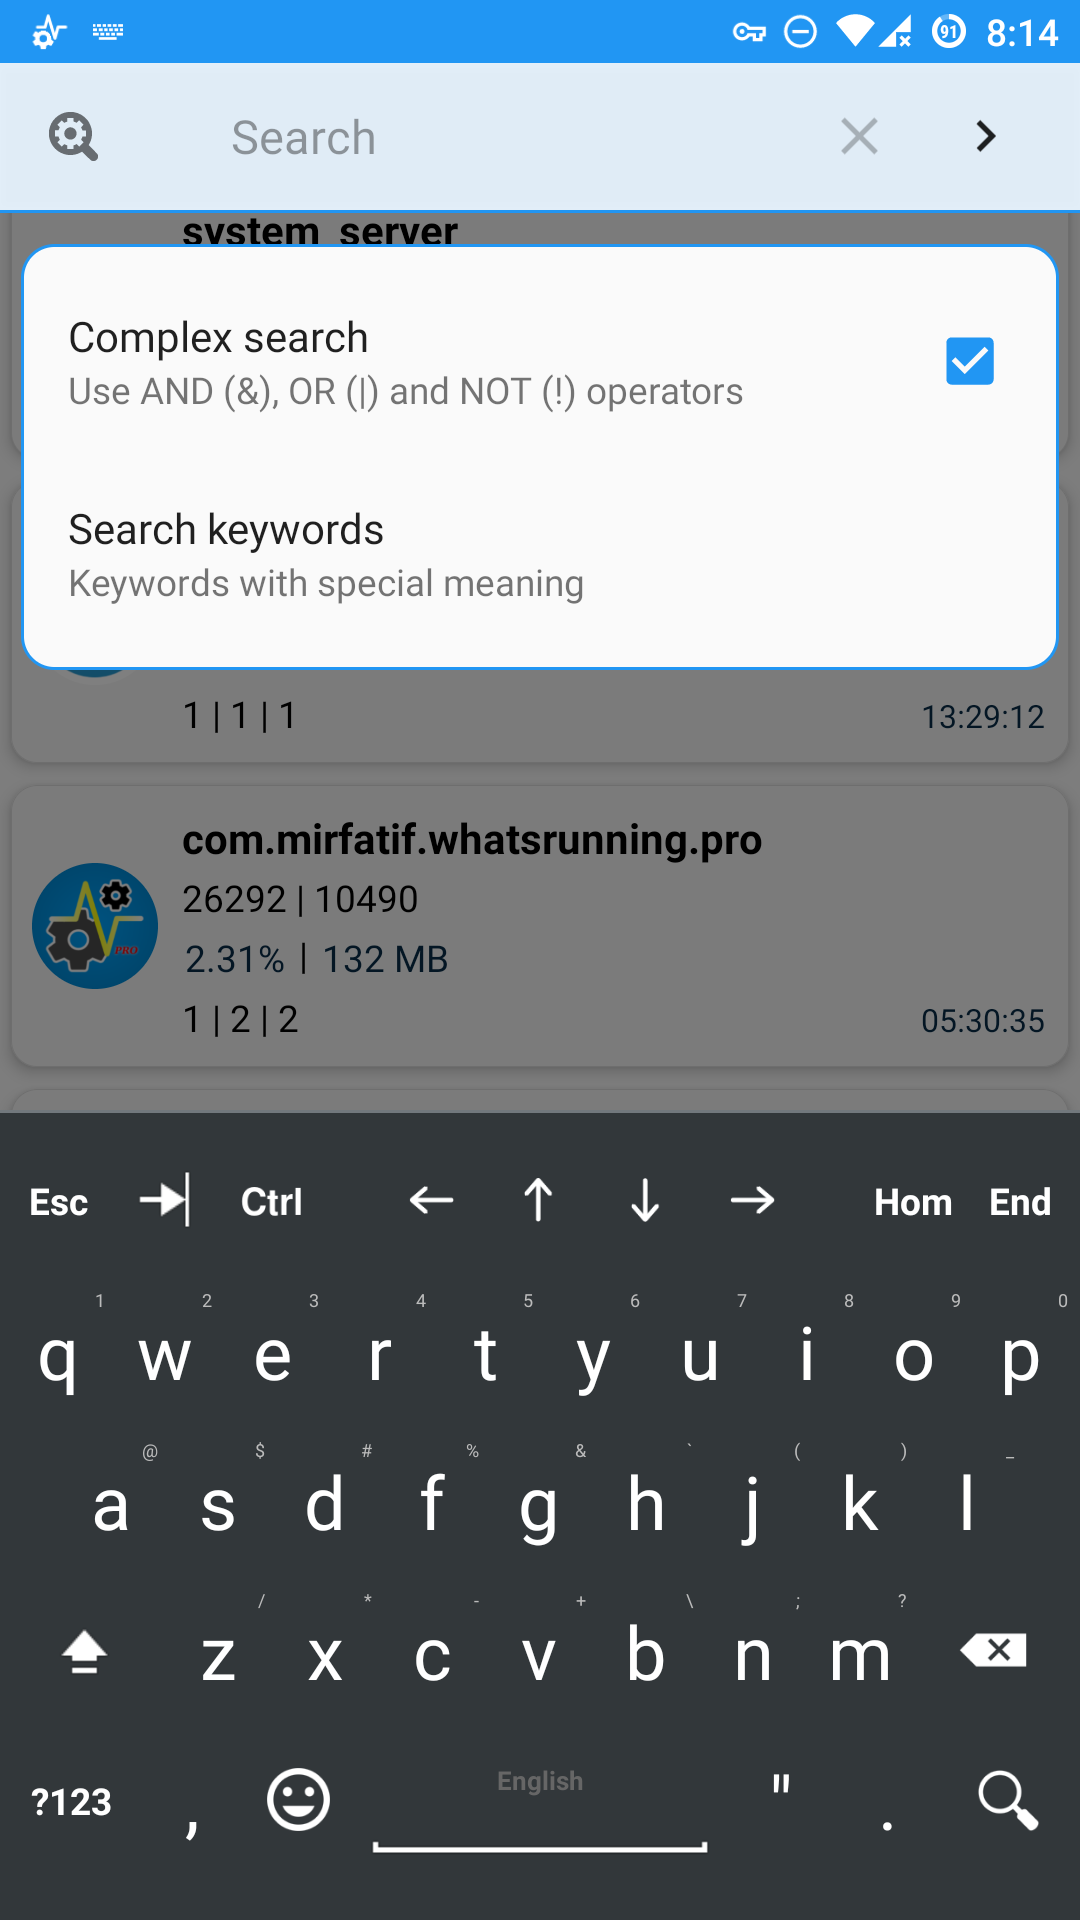 91 8:14
Search
system_server
Complex search
Use AND (&), OR (|) and NOT (!) operators
Search keywords
Keywords with special meaning
1 | 1 | 1 13:29:12
com.mirfatif.whatsrunning.pro
26292 | 10490
PRO
2.31% | 132 MB
1 | 2 | 2 05:30:35
Esc Ctrl Hom End
1 2 3 4 5 6 7 8 9 0
q w e r t y u i o p
@ $ # % & ` ( ) _
a s d f g h j k l
/ * - + \ ; ?
z x c v b n m
English
?123 , " .